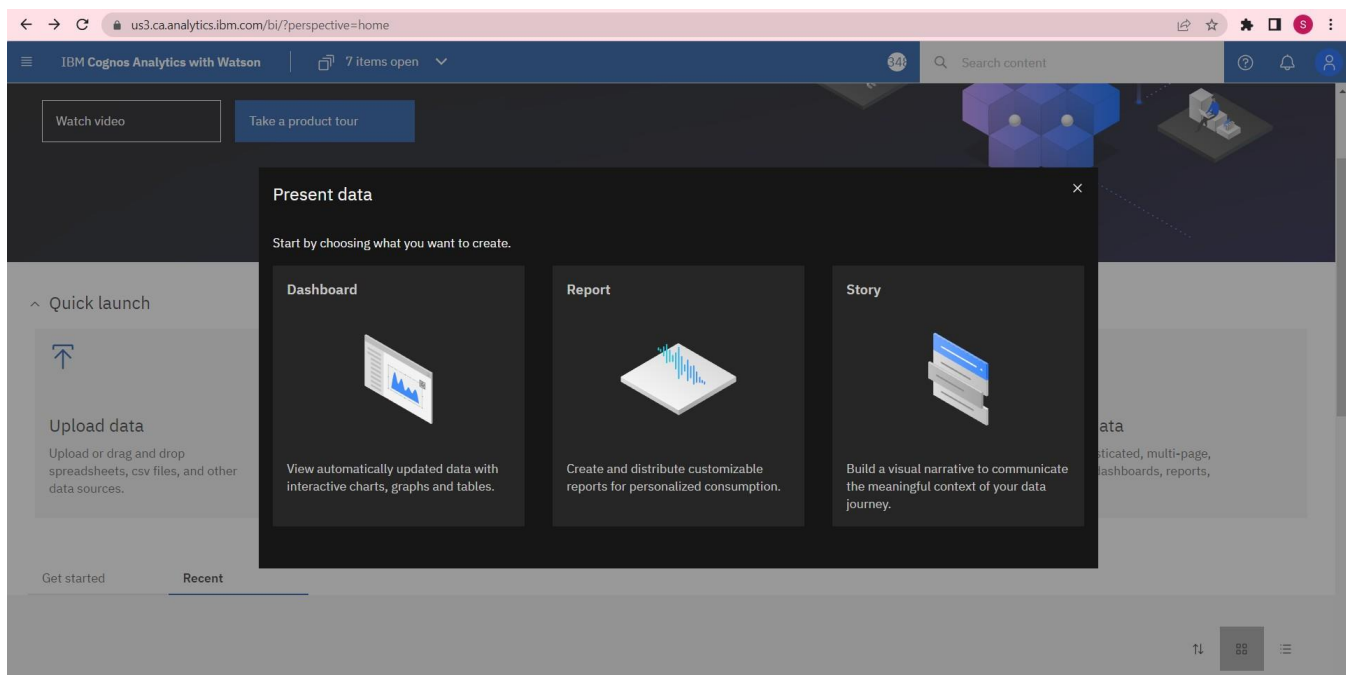 us3.ca.analytics.ibm.com/bi/?perspective=home
S
IBM Cognos Analytics with Watson
7 items open
Search content
Watch video
Take a product tour
Present data
Start by choosing what you want to create.
Dashboard
View automatically updated data with
interactive charts, graphs and tables.
Report
Create and distribute customizable
reports for personalized consumption.
Story
Build a visual narrative to communicate
the meaningful context of your data
journey.
Quick launch
Upload data
Upload or drag and drop
spreadsheets, csv files, and other
data sources.
ata
sticated, multi-page,
dashboards, reports,
Get started
Recent